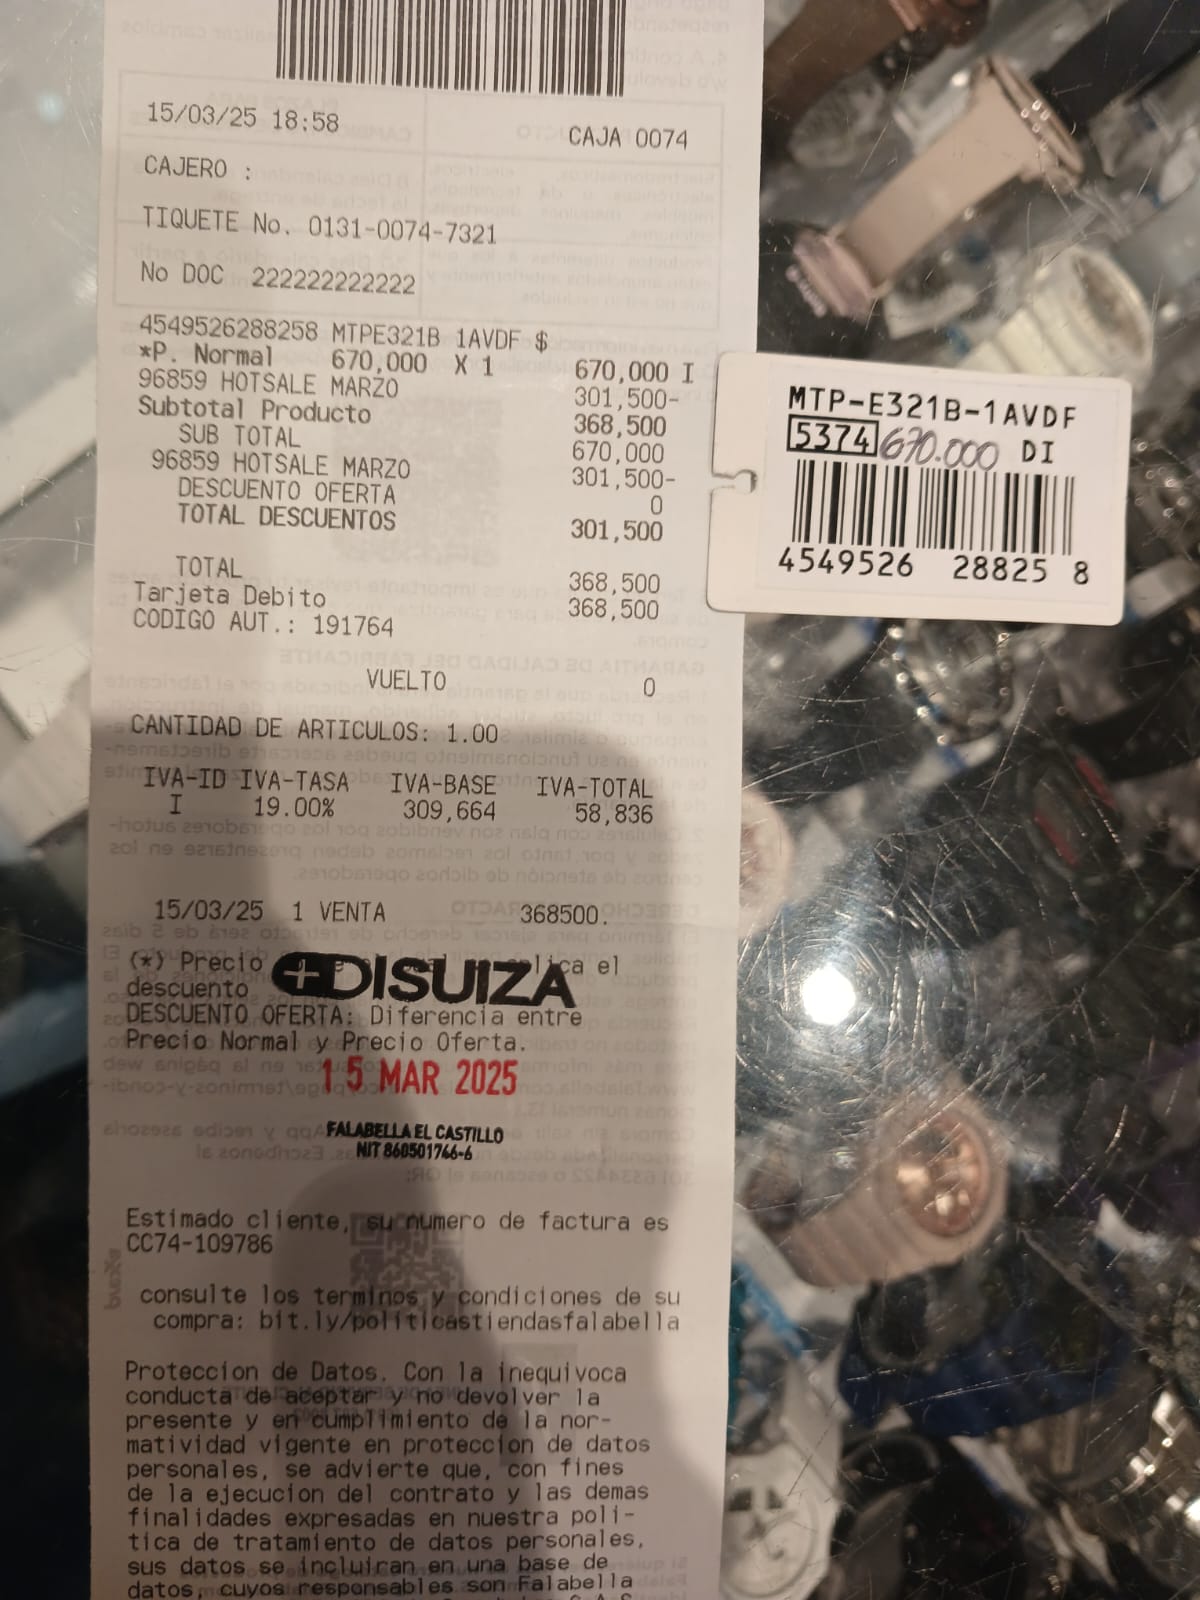 15/03/25 18:58 CAJA 0074
CAJERO :
TIQUETE No. 0131-0074-7321
No DOC 222222222222
4549526288258 MTPE321B 1AVDF $
*P. Normal 670,000 X 1 670,000 I
96859 HOTSALE MARZO 301,500-
Subtotal Producto 368,500
SUB TOTAL 670,000
96859 HOTSALE MARZO 301,500-
DESCUENTO OFERTA 0
TOTAL DESCUENTOS 301,500
TOTAL 368,500
Tarjeta Debito 368,500
CODIGO AUT.: 191764
VUELTO 0
CANTIDAD DE ARTICULOS: 1.00
IVA-ID IVA-TASA IVA-BASE IVA-TOTAL
I 19.00% 309,664 58,836
15/03/25 1 VENTA 368500.
(*) Precio el
descuento
DISUIZA
DESCUENTO OFERTA: Diferencia entre
Precio Normal y Precio Oferta.
15 MAR 2025
FALABELLA EL CASTILLO
NIT 860501766-6
Estimado cliente, su numero de factura es
CC74-109786
consulte los terminos y condiciones de su
compra: bit.ly/politicastiendasfalabella
Proteccion de Datos. Con la inequivoca
conducta de aceptar y no devolver la
presente y en cumplimiento de la nor-
matividad vigente en proteccion de datos
personales, se advierte que, con fines
de la ejecucion del contrato y las demas
finalidades expresadas en nuestra poli-
tica de tratamiento de datos personales,
sus datos se incluiran en una base de
datos, cuyos responsables son Falabella
MTP-E321B-1AVDF
5374 670.000 DI
4549526 28825 8